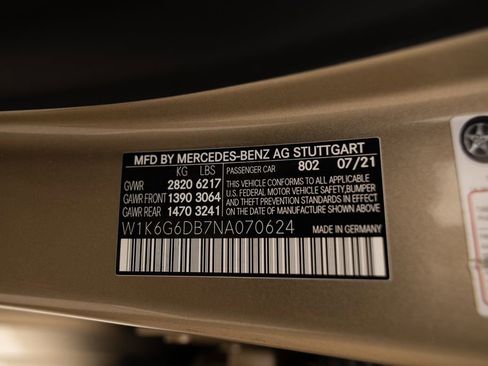 MFD BY MERCEDES-BENZ AG STUTTGART
KG LBS PASSENGER CAR 802 07/21
GVWR 2820 6217
GAWR FRONT 1390 3064
GAWR REAR 1470 3241
THIS VEHICLE CONFORMS TO ALL APPLICABLE
U.S. FEDERAL MOTOR VEHICLE SAFETY, BUMPER
AND THEFT PREVENTION STANDARDS IN EFFECT
ON THE DATE OF MANUFACTURE SHOWN ABOVE.
W1K6G6DB7NA070624
MADE IN GERMANY